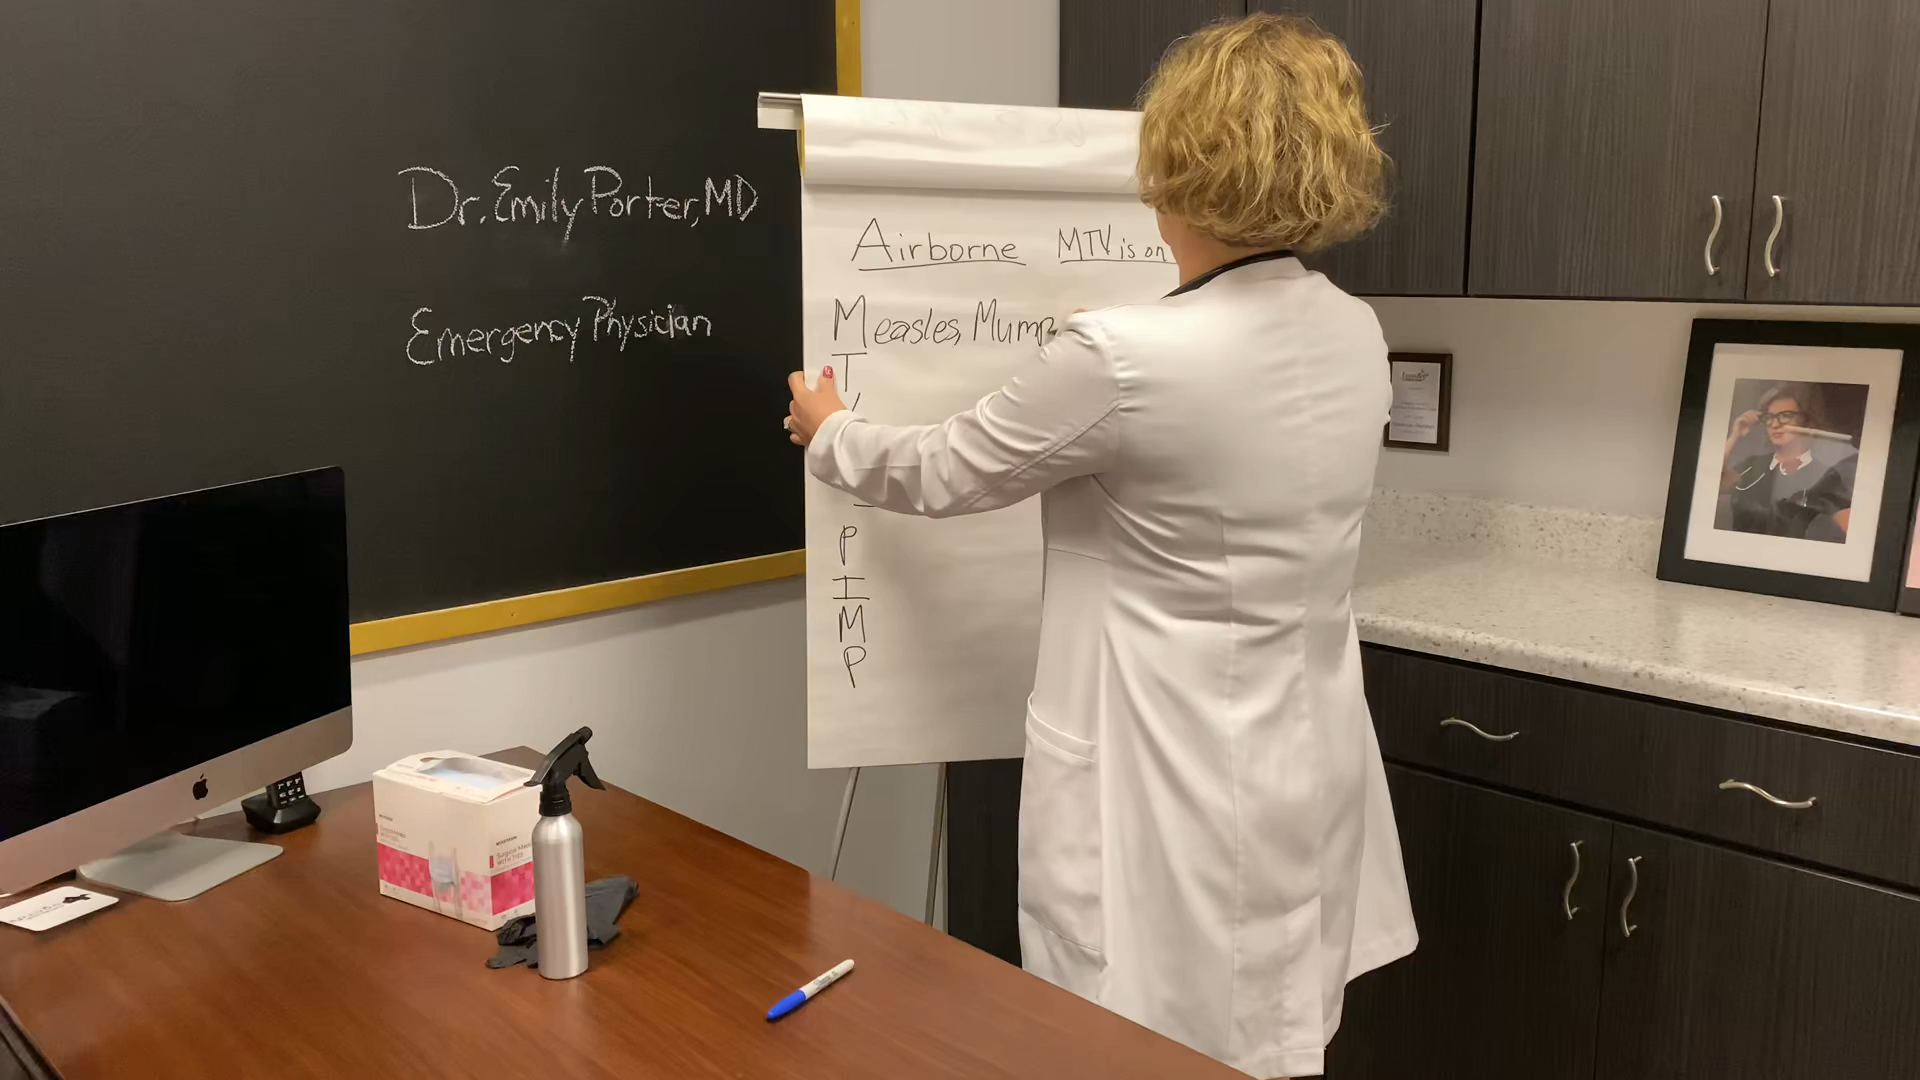 Dr. Emily Porter, MD
Emergency Physician
Airborne MTV is on
Measles, Mump
T
P
I
M
P